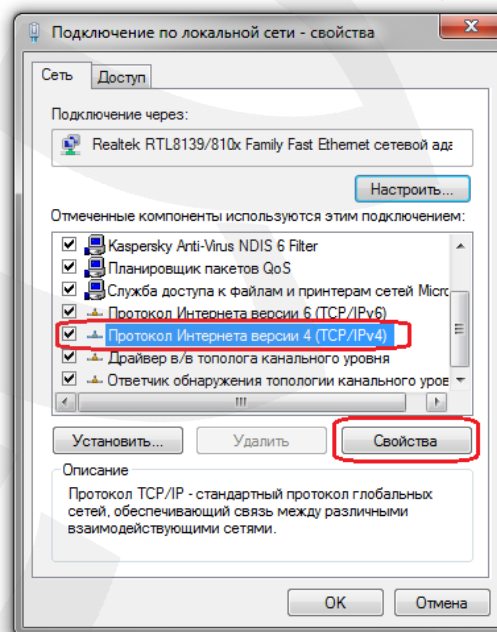 Подключение по локальной сети - свойства
Сеть
Доступ
Подключение через:
Realtek RTL8139/810x Family Fast Ethernet сетевой ада
Настроить...
Отмеченные компоненты используются этим подключением:
Kaspersky Anti-Virus NDIS 6 Filter
Планировщик пакетов QoS
Служба доступа к файлам и принтерам сетей Micro
Протокол Интернета версии 6 (TCP/IPv6)
Протокол Интернета версии 4 (TCP/IPv4)
Драйвер в/в тополога канального уровня
Ответчик обнаружения топологии канального уров
Установить...
Удалить
Свойства
Описание
Протокол TCP/IP - стандартный протокол глобальных
сетей, обеспечивающий связь между различными
взаимодействующими сетями.
OK
Отмена